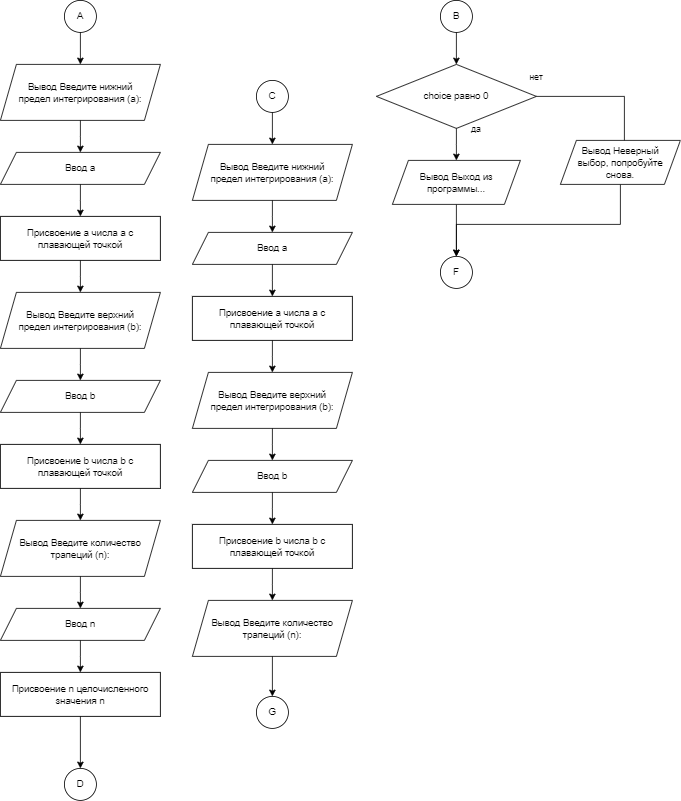 A
Вывод Введите нижний
предел интегрирования (a):
Ввод a
Присвоение a числа a с
плавающей точкой
Вывод Введите верхний
предел интегрирования (b):
Ввод b
Присвоение b числа b с
плавающей точкой
Вывод Введите количество
трапеций (n):
Ввод n
Присвоение n целочисленного
значения n
D
C
Вывод Введите нижний
предел интегрирования (a):
Ввод a
Присвоение a числа a с
плавающей точкой
Вывод Введите верхний
предел интегрирования (b):
Ввод b
Присвоение b числа b с
плавающей точкой
Вывод Введите количество
трапеций (n):
G
B
choice равно 0
нет
да
Вывод Выход из
программы...
Вывод Неверный
выбор, попробуйте
снова.
F